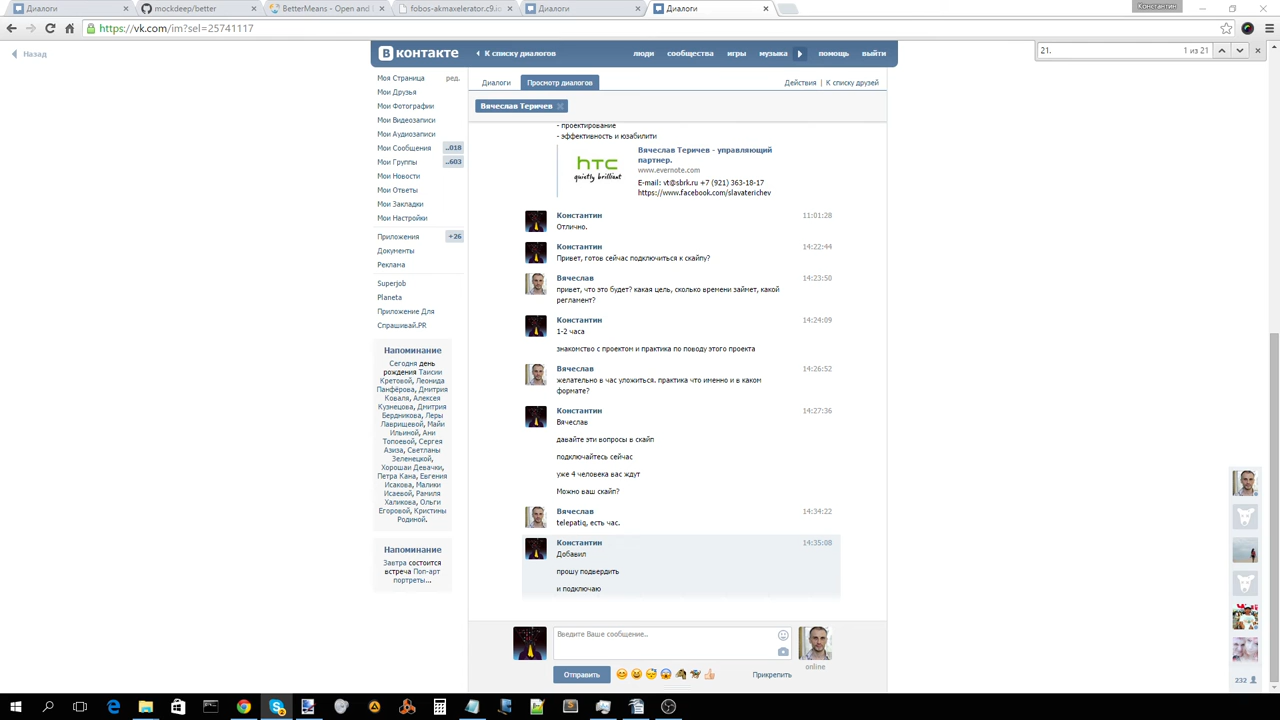 Диалоги
mockdeep/better
BetterMeans - Open and
fobos-akmaxelerator.c9.io
Диалоги
Диалоги
Константин
https://vk.com/im?sel=25741117
Назад
21.
1 из 21
вконтакте
К списку диалогов
люди
сообщества
игры
музыка
помощь
выйти
Моя Страница
ред.
Мои Друзья
Мои Фотографии
Мои Видеозаписи
Мои Аудиозаписи
Мои Сообщения
..018
Мои Группы
..603
Мои Новости
Мои Ответы
Мои Закладки
Мои Настройки
Приложения
+26
Документы
Реклама
Superjob
Planeta
Приложение Для
Спрашивай.PR
Напоминание
Сегодня день
рождения Таисии
Кретовой, Леонида
Панфёрова, Дмитрия
Коваля, Алексея
Кузнецова, Дмитрия
Бердникова, Леры
Лаврищевой, Майи
Ильиной, Ани
Топоевой, Сергея
Азиза, Светланы
Зеленецкой,
Хорошаи Девачки,
Петра Кана, Евгения
Исакова, Малики
Исаевой, Рамиля
Халикова, Ольги
Егоровой, Кристины
Родиной.
Напоминание
Завтра состоится
встреча Поп-арт
портреты...
Диалоги
Просмотр диалогов
Действия | К списку друзей
Вячеслав Теричев
- проектирование
- эффективность и юзабилити
htc
quietly brilliant
Вячеслав Теричев - управляющий
партнер.
www.evernote.com
E-mail: vt@sbrk.ru +7 (921) 363-18-17
https://www.facebook.com/slavaterichev
Константин
11:01:28
Отлично.
Константин
14:22:44
Привет, готов сейчас подключиться к скайпу?
Вячеслав
14:23:50
привет, что это будет? какая цель, сколько времени займет, какой
регламент?
Константин
14:24:09
1-2 часа
знакомство с проектом и практика по поводу этого проекта
Вячеслав
14:26:52
желательно в час уложиться. практика что именно и в каком
формате?
Константин
14:27:36
Вячеслав
давайте эти вопросы в скайп
подключайтесь сейчас
уже 4 человека вас ждут
Можно ваш скайп?
Вячеслав
14:34:22
telepatiq, есть час.
Константин
14:35:08
Добавил
прошу подвердить
и подключаю
Введите Ваше сообщение..
online
Отправить
Прикрепить
232